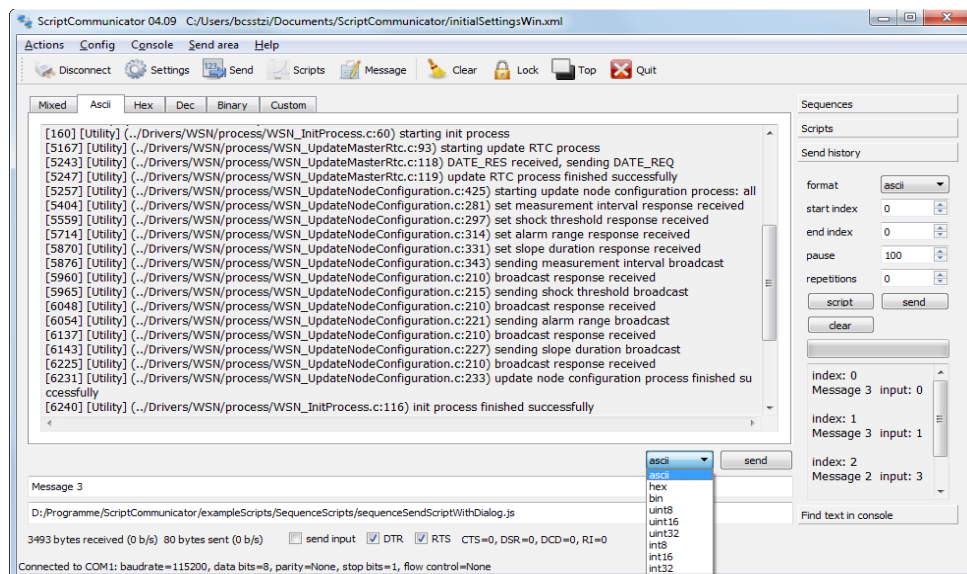 ScriptCommunicator 04.09 C:/Users/bcsstzi/Documents/ScriptCommunicator/initialSettingsWin.xml
Actions Config Console Send area Help
Disconnect Settings Send Scripts Message Clear Lock Top Quit
Mixed Ascii Hex Dec Binary Custom
[160] [Utility] (../Drivers/WSN/process/WSN_InitProcess.c:60) starting init process
[5167] [Utility] (../Drivers/WSN/process/WSN_UpdateMasterRtc.c:93) starting update RTC process
[5243] [Utility] (../Drivers/WSN/process/WSN_UpdateMasterRtc.c:118) DATE_RES received, sending DATE_REQ
[5247] [Utility] (../Drivers/WSN/process/WSN_UpdateMasterRtc.c:119) update RTC process finished successfully
[5257] [Utility] (../Drivers/WSN/process/WSN_UpdateNodeConfiguration.c:425) starting update node configuration process: all
[5404] [Utility] (../Drivers/WSN/process/WSN_UpdateNodeConfiguration.c:281) set measurement interval response received
[5559] [Utility] (../Drivers/WSN/process/WSN_UpdateNodeConfiguration.c:297) set shock threshold response received
[5714] [Utility] (../Drivers/WSN/process/WSN_UpdateNodeConfiguration.c:314) set alarm range response received
[5870] [Utility] (../Drivers/WSN/process/WSN_UpdateNodeConfiguration.c:331) set slope duration response received
[5876] [Utility] (../Drivers/WSN/process/WSN_UpdateNodeConfiguration.c:343) sending measurement interval broadcast
[5960] [Utility] (../Drivers/WSN/process/WSN_UpdateNodeConfiguration.c:210) broadcast response received
[5965] [Utility] (../Drivers/WSN/process/WSN_UpdateNodeConfiguration.c:215) sending shock threshold broadcast
[6048] [Utility] (../Drivers/WSN/process/WSN_UpdateNodeConfiguration.c:210) broadcast response received
[6054] [Utility] (../Drivers/WSN/process/WSN_UpdateNodeConfiguration.c:221) sending alarm range broadcast
[6137] [Utility] (../Drivers/WSN/process/WSN_UpdateNodeConfiguration.c:210) broadcast response received
[6143] [Utility] (../Drivers/WSN/process/WSN_UpdateNodeConfiguration.c:227) sending slope duration broadcast
[6225] [Utility] (../Drivers/WSN/process/WSN_UpdateNodeConfiguration.c:210) broadcast response received
[6231] [Utility] (../Drivers/WSN/process/WSN_UpdateNodeConfiguration.c:233) update node configuration process finished su
ccessfully
[6240] [Utility] (../Drivers/WSN/process/WSN_InitProcess.c:116) init process finished successfully
Sequences
Scripts
Send history
format ascii
start index 0
end index 0
pause 100
repetitions 0
script send
clear
index: 0
Message 3 input: 0
index: 1
Message 3 input: 1
index: 2
Message 2 input: 3
Find text in console
ascii send
ascii
hex
bin
uint8
uint16
uint32
int8
int16
int32
Message 3
D:/Programme/ScriptCommunicator/exampleScripts/SequenceScripts/sequenceSendScriptWithDialog.js
3493 bytes received (0 b/s) 80 bytes sent (0 b/s) send input DTR RTS CTS=0, DSR=0, DCD=0, RI=0
Connected to COM1: baudrate=115200, data bits=8, parity=None, stop bits=1, flow control=None